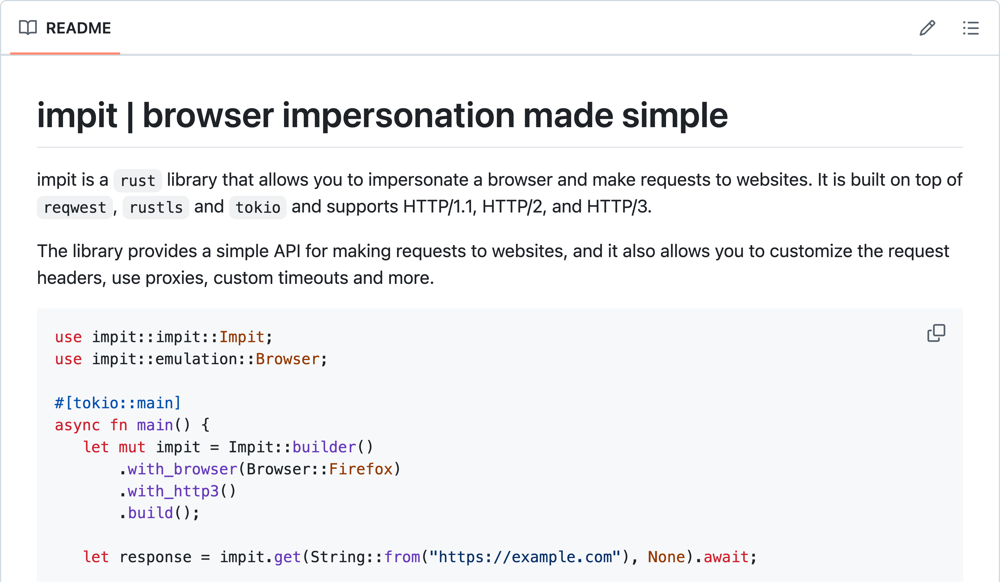 README
impit | browser impersonation made simple
impit is a rust library that allows you to impersonate a browser and make requests to websites. It is built on top of
reqwest, rustls and tokio and supports HTTP/1.1, HTTP/2, and HTTP/3.
The library provides a simple API for making requests to websites, and it also allows you to customize the request
headers, use proxies, custom timeouts and more.
use impit::impit::Impit;
use impit::emulation::Browser;
#[tokio::main]
async fn main() {
    let mut impit = Impit::builder()
        .with_browser(Browser::Firefox)
        .with_http3()
        .build();
    let response = impit.get(String::from("https://example.com"), None).await;